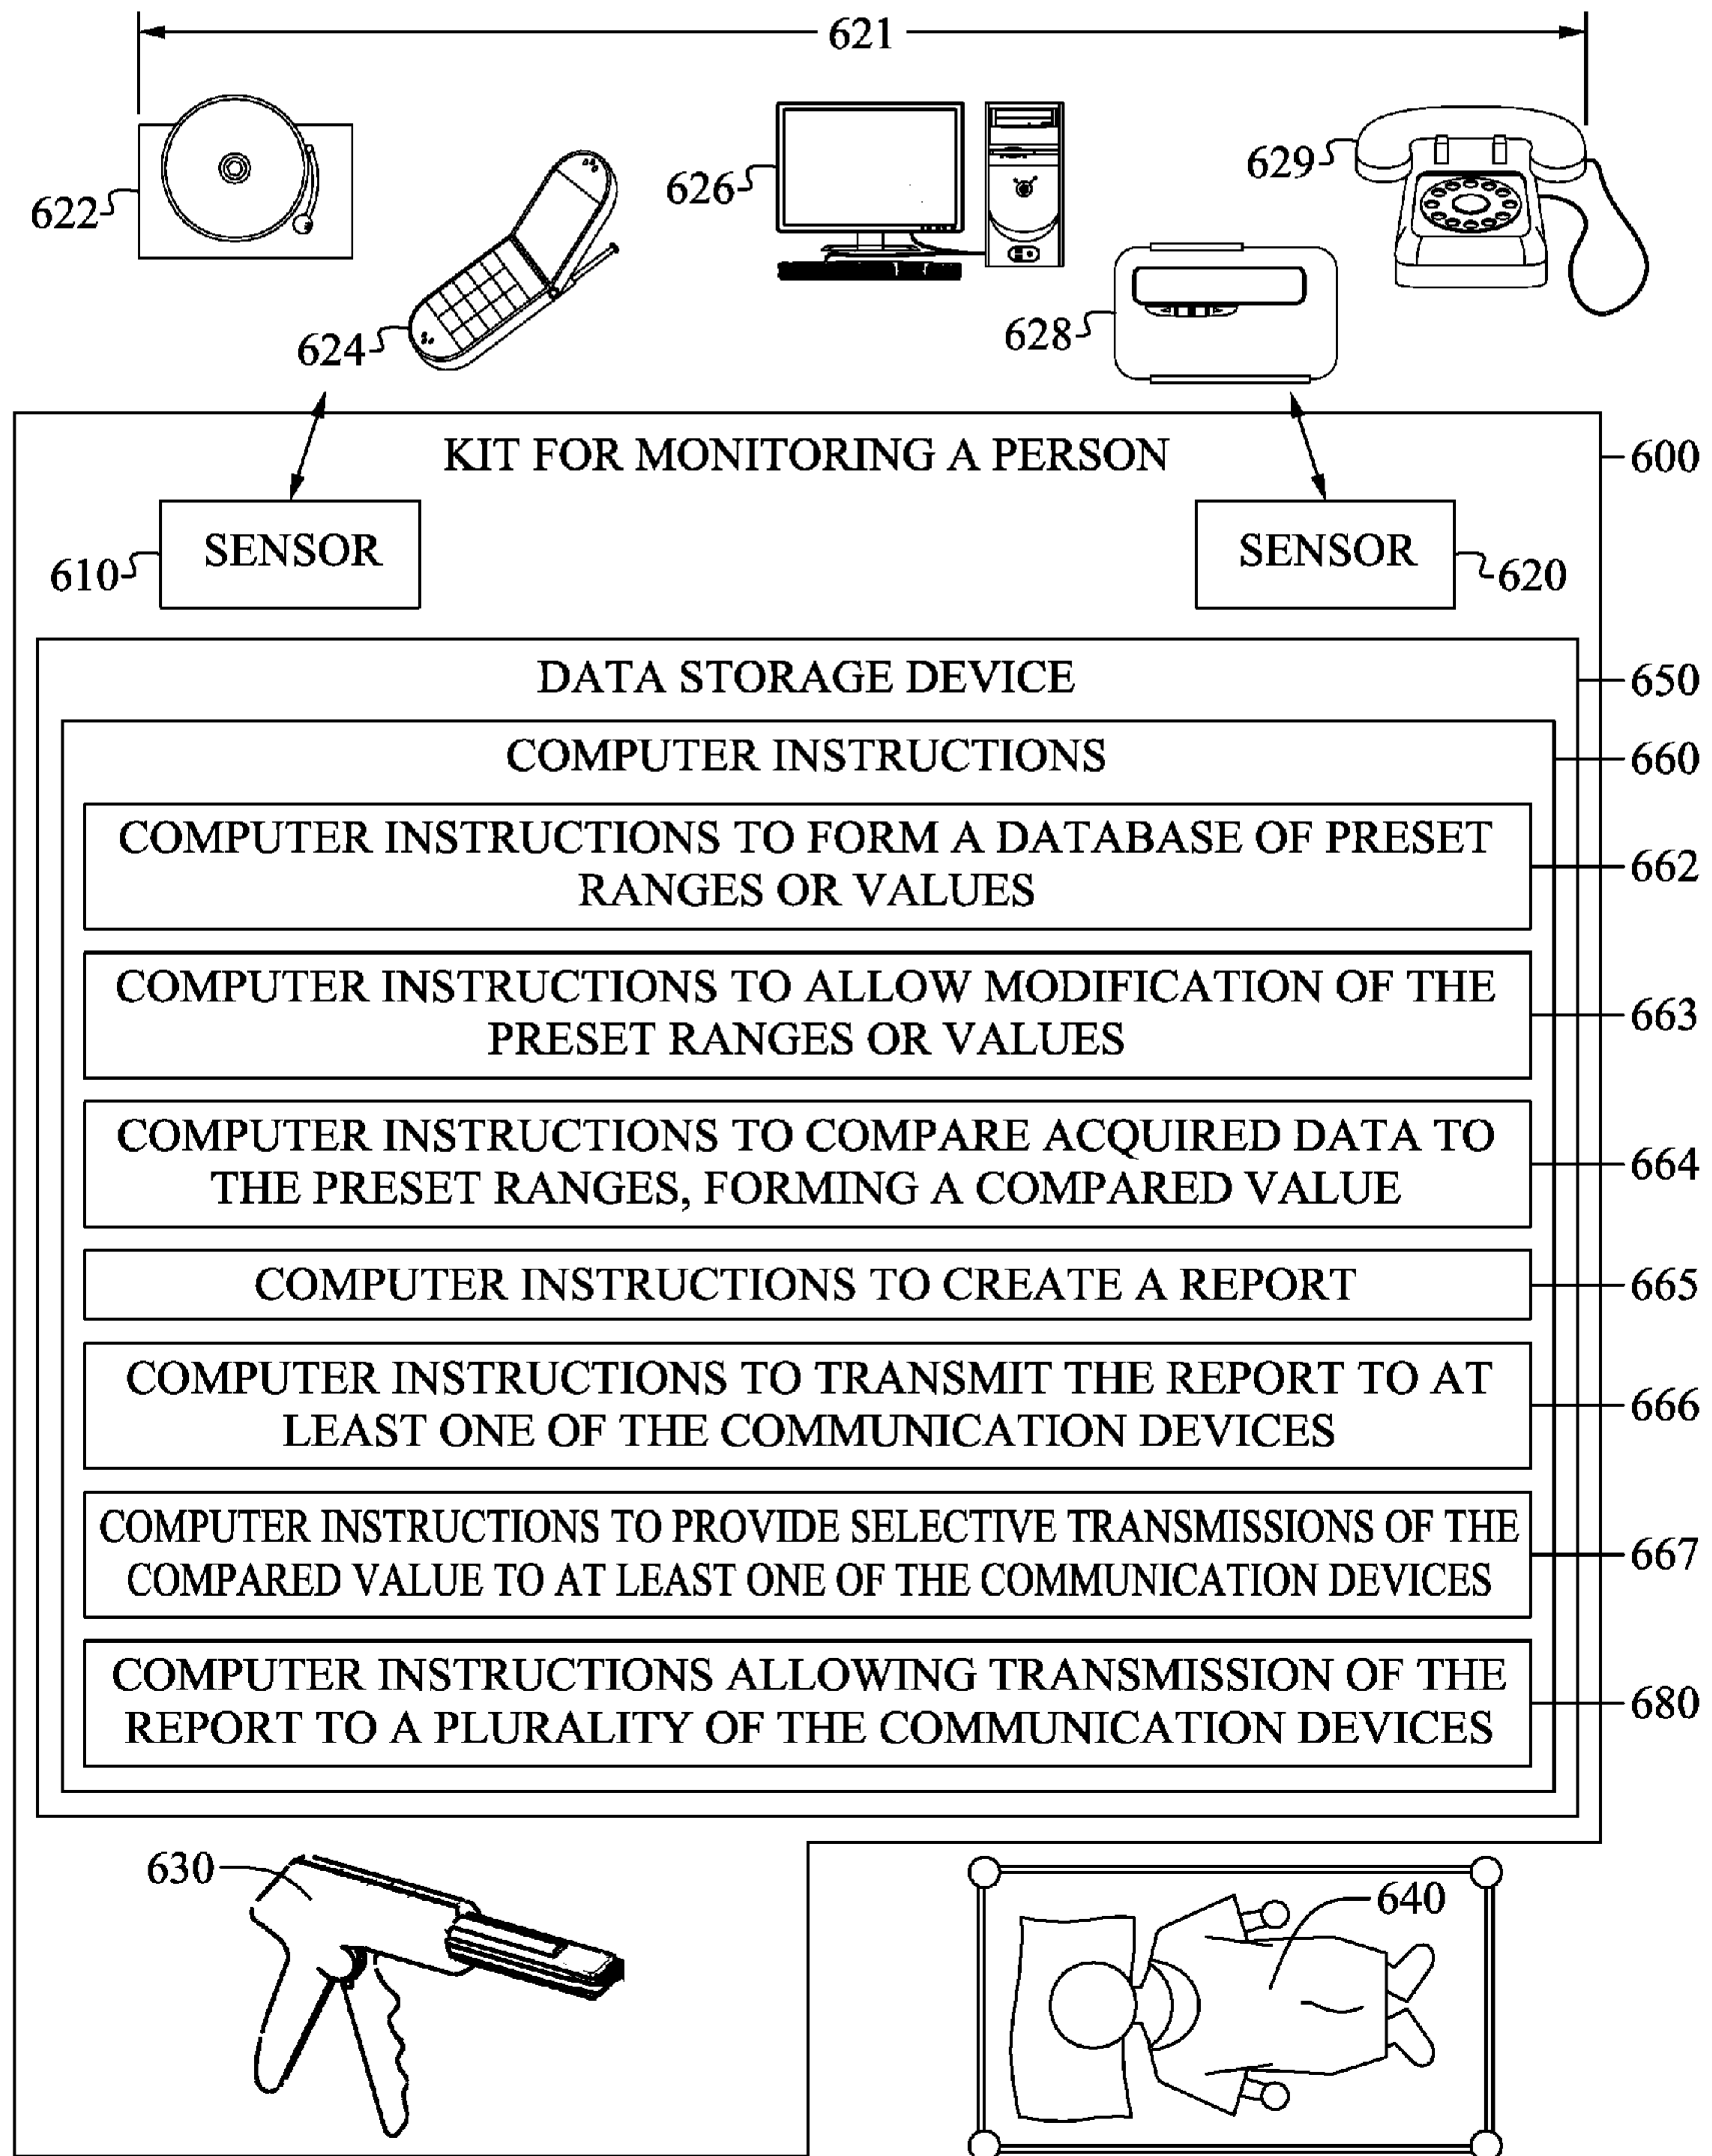 621
622
624
626
628
629
KIT FOR MONITORING A PERSON
600
SENSOR
610
SENSOR
620
DATA STORAGE DEVICE
650
COMPUTER INSTRUCTIONS
660
COMPUTER INSTRUCTIONS TO FORM A DATABASE OF PRESET
RANGES OR VALUES
662
COMPUTER INSTRUCTIONS TO ALLOW MODIFICATION OF THE
PRESET RANGES OR VALUES
663
COMPUTER INSTRUCTIONS TO COMPARE ACQUIRED DATA TO
THE PRESET RANGES, FORMING A COMPARED VALUE
664
COMPUTER INSTRUCTIONS TO CREATE A REPORT
665
COMPUTER INSTRUCTIONS TO TRANSMIT THE REPORT TO AT
LEAST ONE OF THE COMMUNICATION DEVICES
666
COMPUTER INSTRUCTIONS TO PROVIDE SELECTIVE TRANSMISSIONS OF THE
COMPARED VALUE TO AT LEAST ONE OF THE COMMUNICATION DEVICES
667
COMPUTER INSTRUCTIONS ALLOWING TRANSMISSION OF THE
REPORT TO A PLURALITY OF THE COMMUNICATION DEVICES
680
630
640